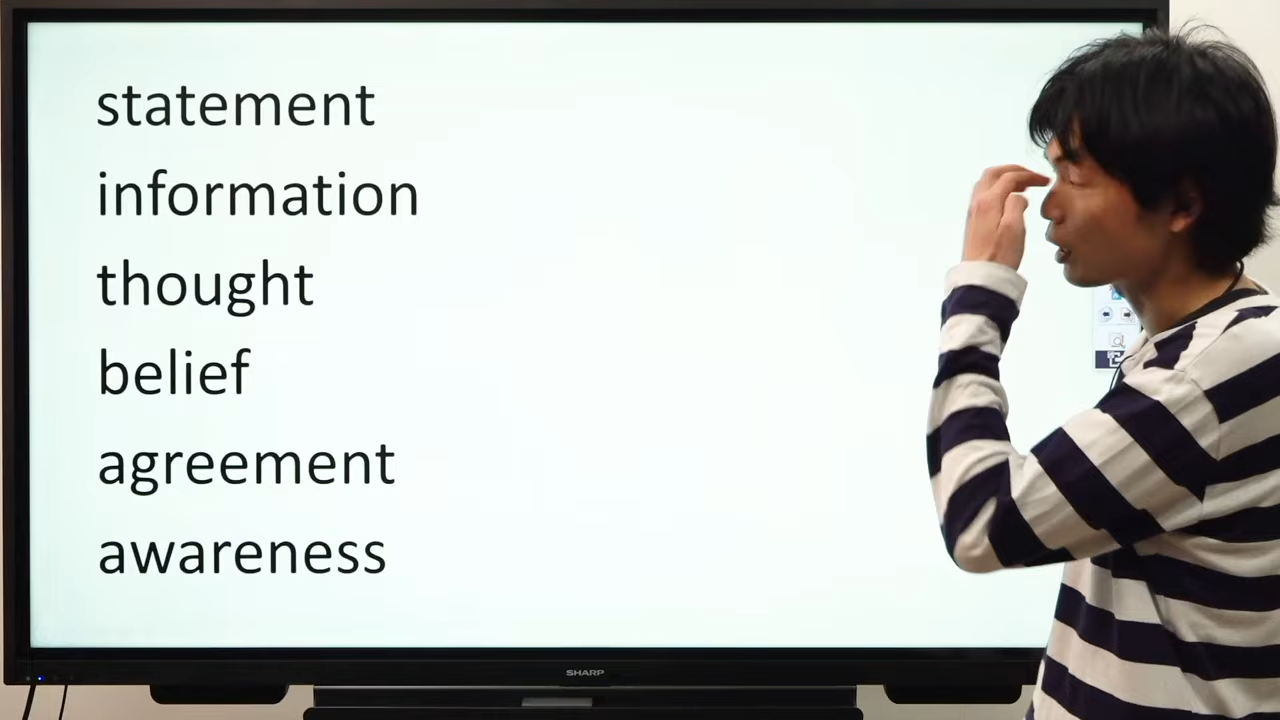 statement
information
thought
belief
agreement
awareness
SHARP